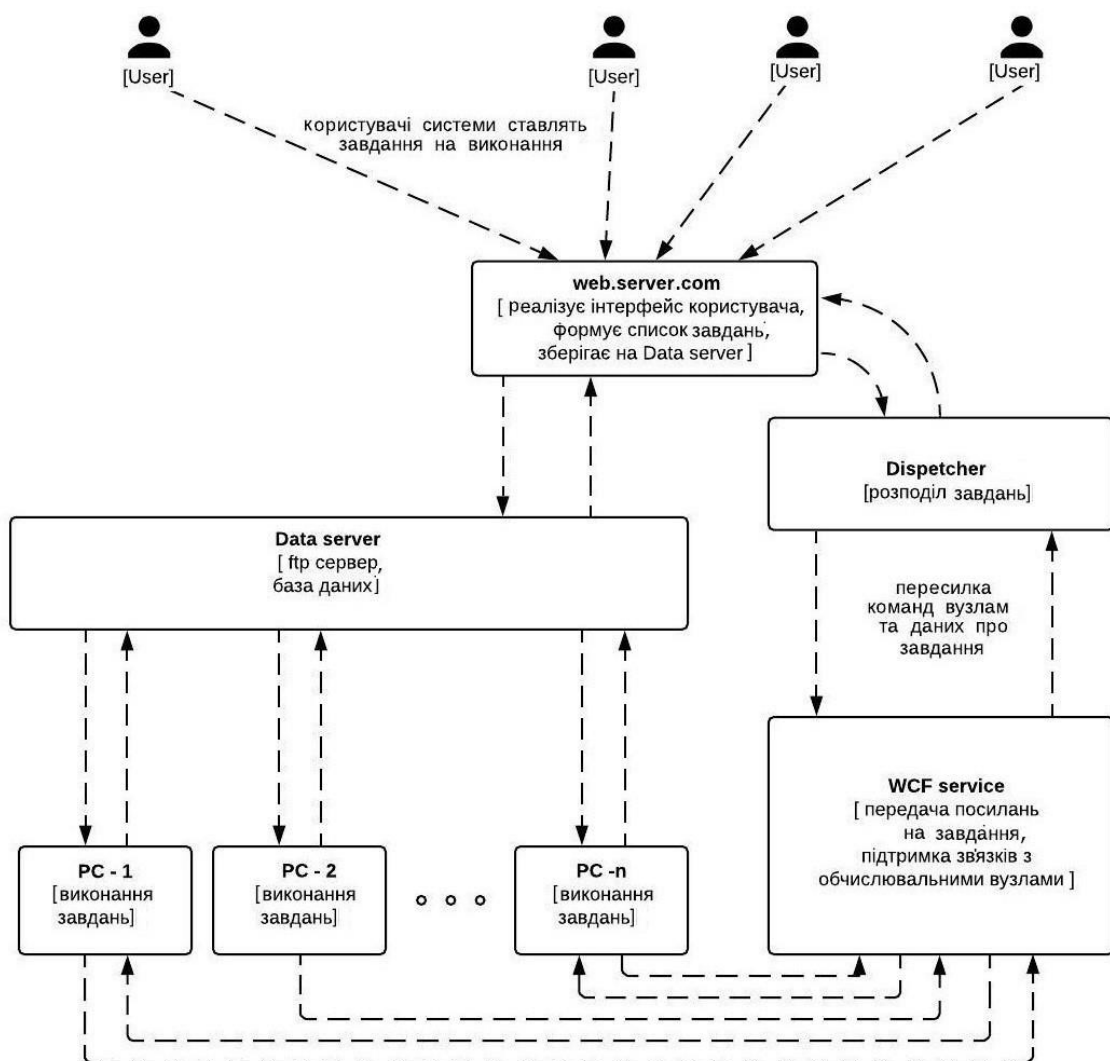 [User]
[User]
[User]
[User]
користувачі системи ставлять
завдання на виконання
web.server.com
[ реалізує інтерфейс користувача,
формує список завдань,
зберігає на Data server ]
Dispetcher
[розподіл завдань]
Data server
[ ftp сервер,
база даних]
пересилка
команд вузлам
та даних про
завдання
WCF service
[ передача посилань
на завдання,
підтримка зв'язків з
обчислювальними вузлами ]
PC - 1
[виконання
завдань]
PC - 2
[виконання
завдань]
PC -n
[виконання
завдань]